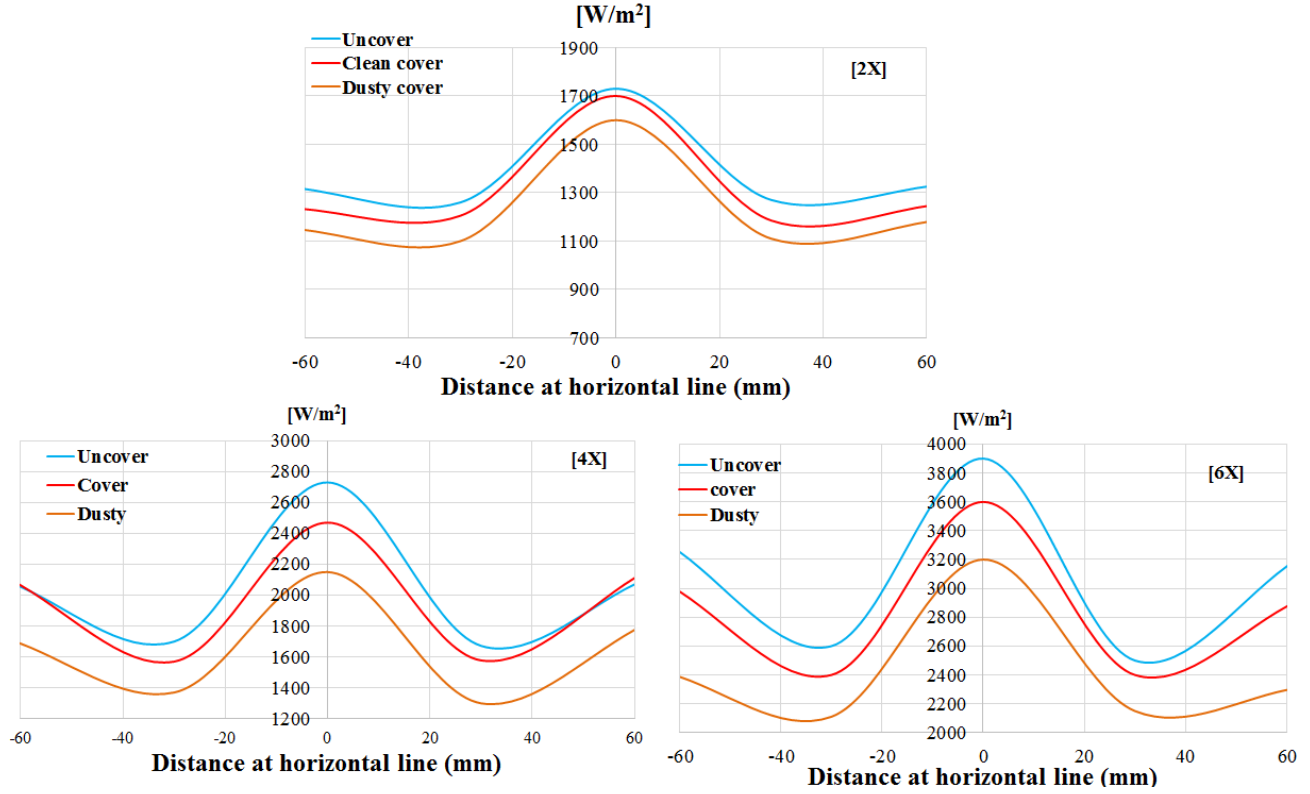 [W/m²]
Uncover
Clean cover
Dusty cover
[2X]
1900
1700
1500
1300
1100
900
700
-60 -40 -20 0 20 40 60
Distance at horizontal line (mm)
[W/m²]
Uncover
Cover
Dusty
[4X]
3000
2800
2600
2400
2200
2000
1800
1600
1400
1200
-60 -40 -20 0 20 40 60
Distance at horizontal line (mm)
[W/m²]
Uncover
cover
Dusty
[6X]
4000
3800
3600
3400
3200
3000
2800
2600
2400
2200
2000
-60 -40 -20 0 20 40 60
Distance at horizontal line (mm)